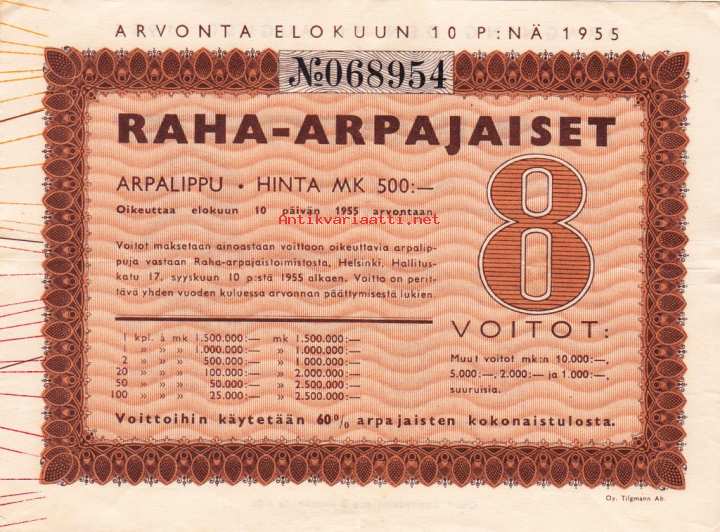 ARVONTA ELOKUUN 10 P:NÄ 1955
№068954
RAHA-ARPAJAISET
ARPALIPPU · HINTA MK 500:—
Oikeuttaa elokuun 10 päivän 1955 arvontaan
Antikvariaatti.net
8
Voitot maksetaan ainoastaan voittoon oikeuttavia arpalip-
puja vastaan Raha-arpajaistoimistosta, Helsinki, Hallitus-
katu 17, syyskuun 10 p:stä 1955 alkaen. Voitto on perit-
tävä yhden vuoden kuluessa arvonnan päättymisestä lukien.
VOITOT:
1 kpl. à mk 1.500.000:— mk 1.500.000:—
1 » » 1.000.000:— » 1.000.000:—
2 » » 500.000:— » 1.000.000:—
20 » » 100.000:— » 2.000.000:—
50 » » 50.000:— » 2.500.000:—
100 » » 25.000:— » 2.500.000:—
Muut voitot mk:n 10.000:—,
5.000:—, 2.000:— ja 1.000:—,
suuruisia.
Voittoihin käytetään 60% arpajaisten kokonaistulosta.
Oy. Tilgmann Ab.